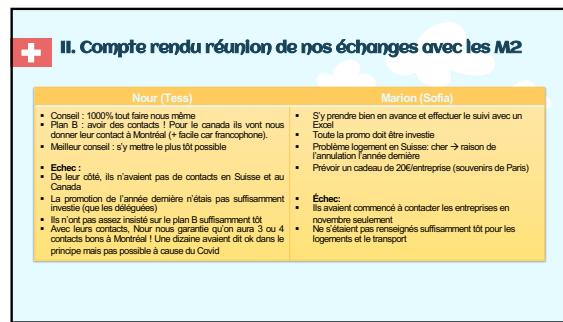 II. Compte rendu réunion de nos échanges avec les M2
Nour (Tess)
Conseil : 1000% tout faire nous même
Plan B : avoir des contacts ! Pour le canada ils vont nous
donner leur contact à Montréal (+ facile car francophone).
Meilleur conseil : s'y mettre le plus tôt possible
Echec :
De leur côté, ils n'avaient pas de contacts en Suisse et au
Canada
La promotion de l'année dernière n'étais pas suffisamment
investie (que les déléguées)
Ils n'ont pas assez insisté sur le plan B suffisamment tôt
Avec leurs contacts, Nour nous garantie qu'on aura 3 ou 4
contacts bons à Montréal ! Une dizaine avaient dit ok dans le
principe mais pas possible à cause du Covid
Marion (Sofia)
S'y prendre bien en avance et effectuer le suivi avec un
Excel
Toute la promo doit être investie
Problème logement en Suisse: cher → raison de
l'annulation l'année dernière
Prévoir un cadeau de 20€/entreprise (souvenirs de Paris)
Échec:
Ils avaient commencé à contacter les entreprises en
novembre seulement
Ne s'étaient pas renseignés suffisamment tôt pour les
logements et le transport